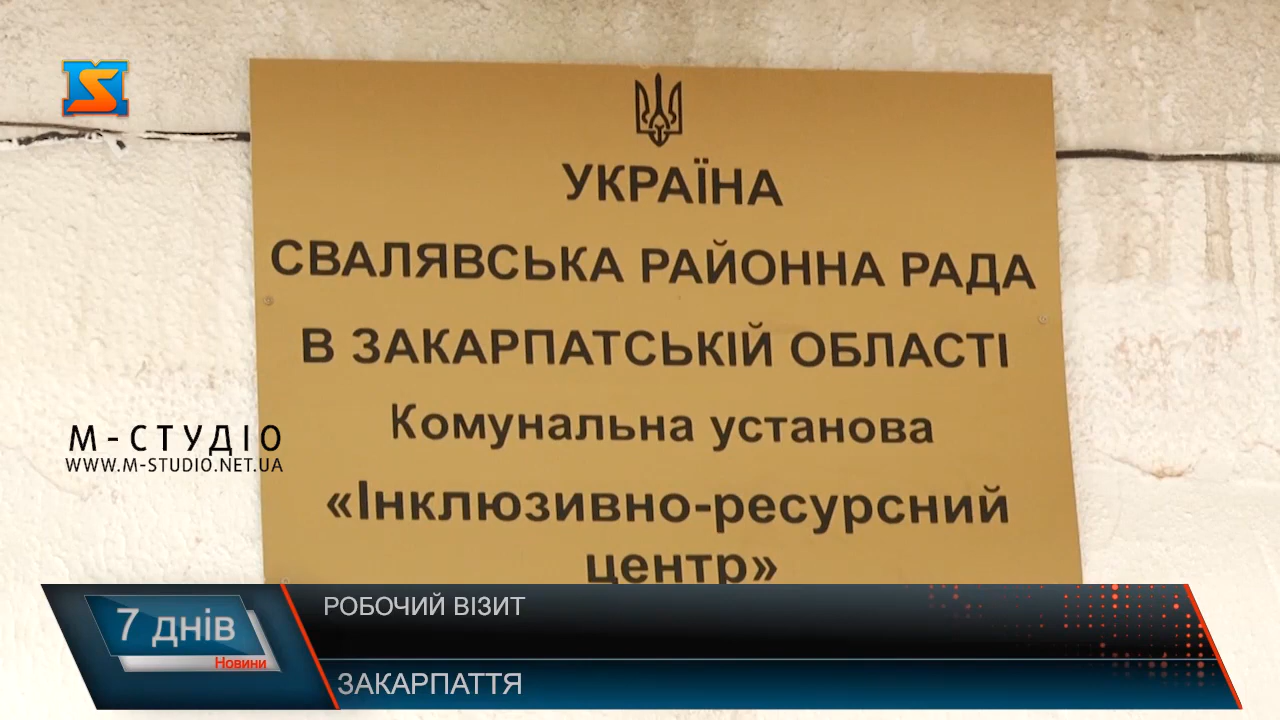 УКРАЇНА
СВАЛЯВСЬКА РАЙОННА РАДА
В ЗАКАРПАТСЬКІЙ ОБЛАСТІ
Комунальна установа
«Інклюзивно-ресурсний
центр»
М-СТУДІО
WWW.M-STUDIO.NET.UA
7 днів
Новини
РОБОЧИЙ ВІЗИТ
ЗАКАРПАТТЯ